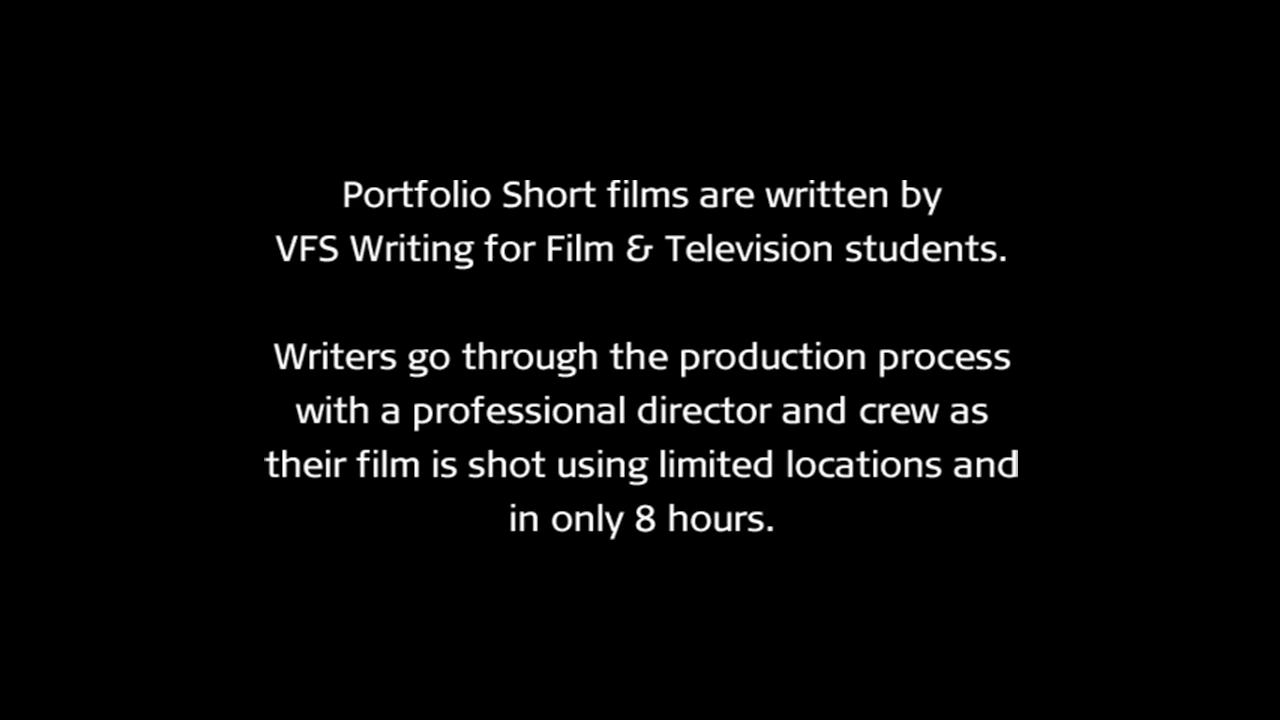 Portfolio Short films are written by
VFS Writing for Film & Television students.
Writers go through the production process
with a professional director and crew as
their film is shot using limited locations and
in only 8 hours.